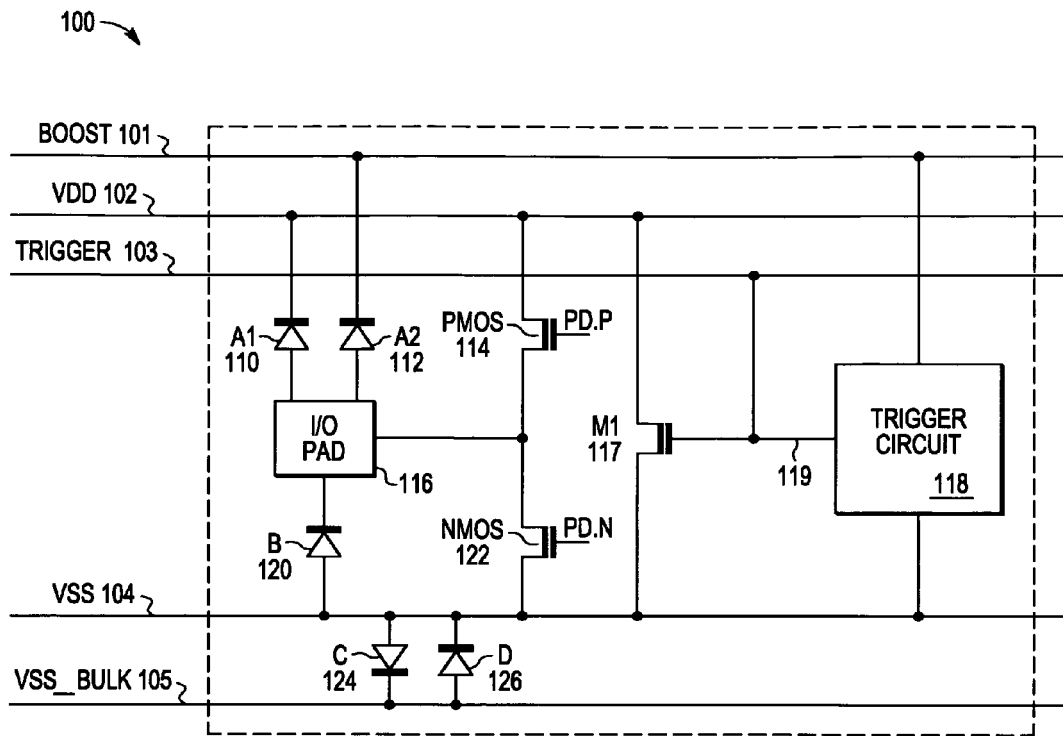 100
BOOST 101
VDD 102
TRIGGER 103
A1
110
A2
112
PMOS
114
PD.P
I/O
PAD
116
M1
117
119
TRIGGER
CIRCUIT
118
B
120
NMOS
122
PD.N
VSS 104
C
124
D
126
VSS_BULK 105